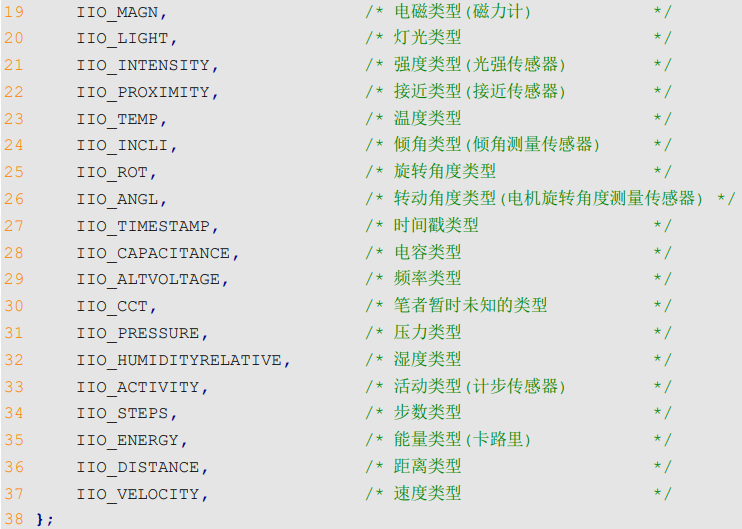 19 IIO_MAGN, /* 电磁类型(磁力计) */
20 IIO_LIGHT, /* 灯光类型 */
21 IIO_INTENSITY, /* 强度类型(光强传感器) */
22 IIO_PROXIMITY, /* 接近类型(接近传感器) */
23 IIO_TEMP, /* 温度类型 */
24 IIO_INCLI, /* 倾角类型(倾角测量传感器) */
25 IIO_ROT, /* 旋转角度类型 */
26 IIO_ANGL, /* 转动角度类型(电机旋转角度测量传感器) */
27 IIO_TIMESTAMP, /* 时间戳类型 */
28 IIO_CAPACITANCE, /* 电容类型 */
29 IIO_ALTVOLTAGE, /* 频率类型 */
30 IIO_CCT, /* 笔者暂时未知的类型 */
31 IIO_PRESSURE, /* 压力类型 */
32 IIO_HUMIDITYRELATIVE, /* 湿度类型 */
33 IIO_ACTIVITY, /* 活动类型(计步传感器) */
34 IIO_STEPS, /* 步数类型 */
35 IIO_ENERGY, /* 能量类型(卡路里) */
36 IIO_DISTANCE, /* 距离类型 */
37 IIO_VELOCITY, /* 速度类型 */
38 };